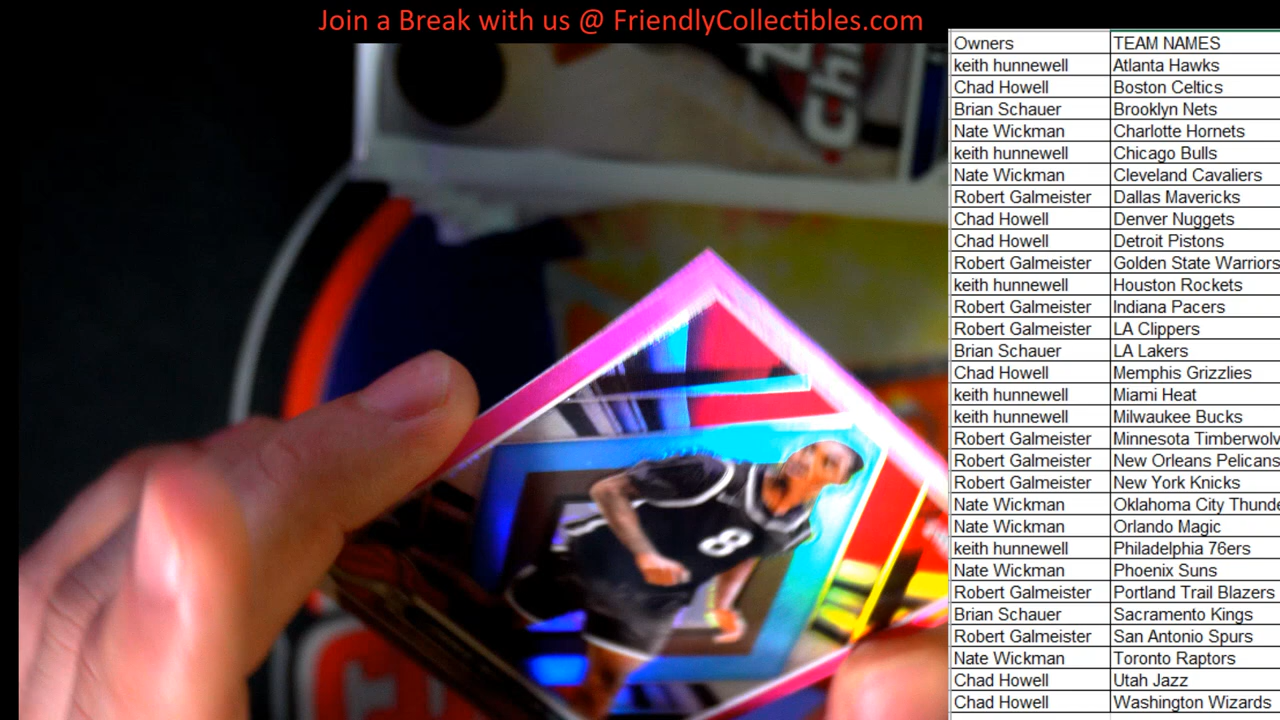 Join a Break with us @ FriendlyCollectibles.com
Owners TEAM NAMES
keith hunnewell Atlanta Hawks
Chad Howell Boston Celtics
Brian Schauer Brooklyn Nets
Nate Wickman Charlotte Hornets
keith hunnewell Chicago Bulls
Nate Wickman Cleveland Cavaliers
Robert Galmeister Dallas Mavericks
Chad Howell Denver Nuggets
Chad Howell Detroit Pistons
Robert Galmeister Golden State Warriors
keith hunnewell Houston Rockets
Robert Galmeister Indiana Pacers
Robert Galmeister LA Clippers
Brian Schauer LA Lakers
Chad Howell Memphis Grizzlies
keith hunnewell Miami Heat
keith hunnewell Milwaukee Bucks
Robert Galmeister Minnesota Timberwolv
Robert Galmeister New Orleans Pelicans
Robert Galmeister New York Knicks
Nate Wickman Oklahoma City Thunde
Nate Wickman Orlando Magic
keith hunnewell Philadelphia 76ers
Nate Wickman Phoenix Suns
Robert Galmeister Portland Trail Blazers
Brian Schauer Sacramento Kings
Robert Galmeister San Antonio Spurs
Nate Wickman Toronto Raptors
Chad Howell Utah Jazz
Chad Howell Washington Wizards
8